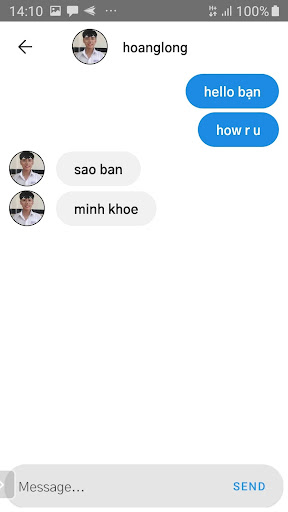 14:10 100%
hoanglong
hello bạn
how r u
sao ban
minh khoe
Message... SEND